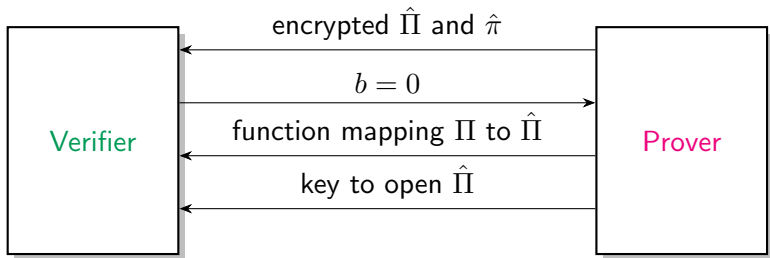 encrypted Π̂ and π̂
b = 0
function mapping Π to Π̂
Verifier
Prover
key to open Π̂